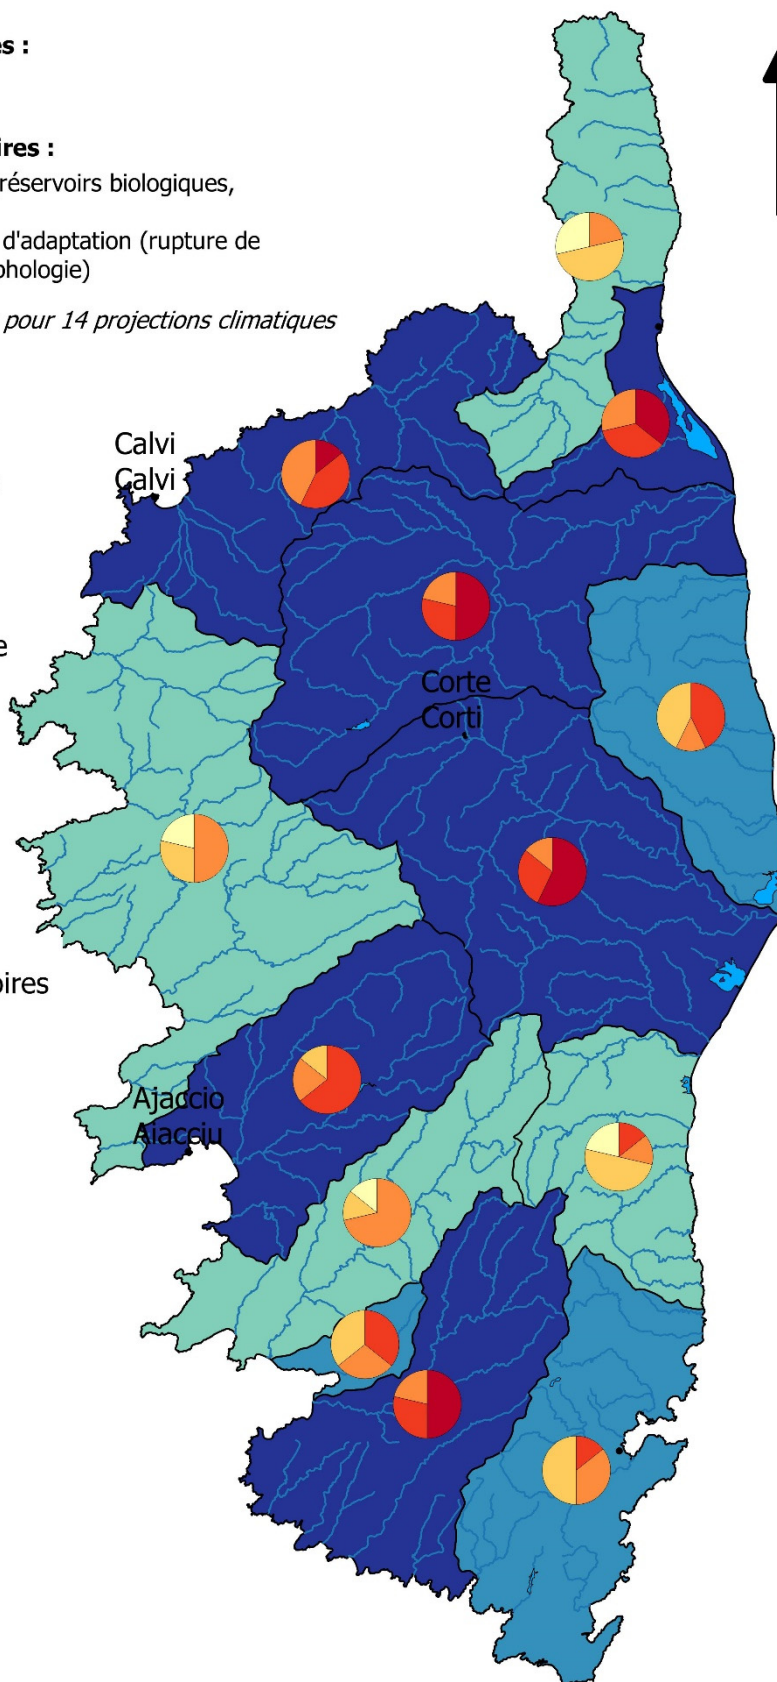 es :
ires :
réservoirs biologiques,
d'adaptation (rupture de
phologie)
pour 14 projections climatiques
Calvi
Calvi
e
Corte
Corti
oires
Ajaccio
Aiacciu